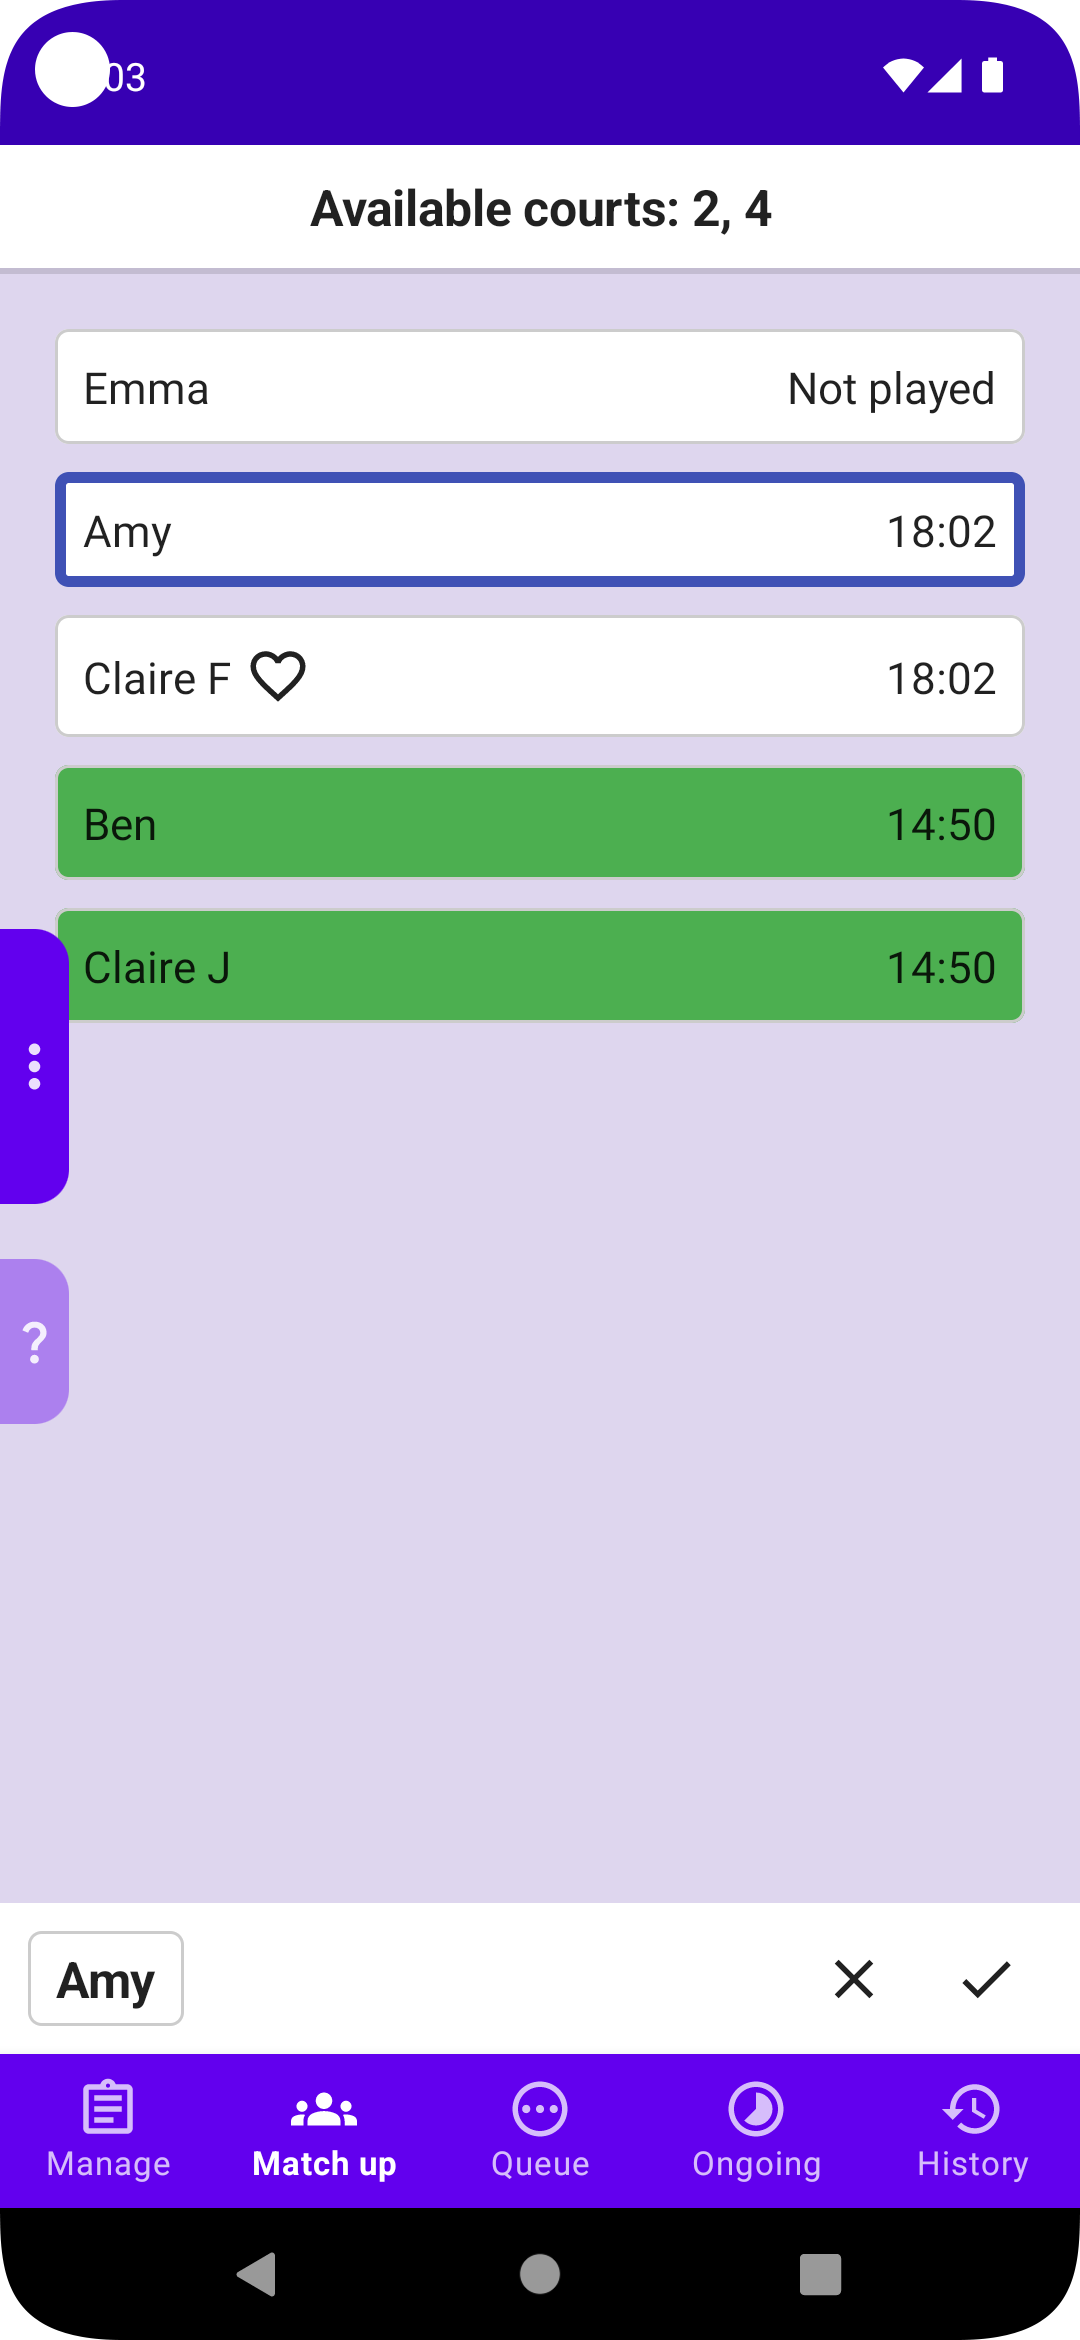 03
Available courts: 2, 4
Emma Not played
Amy 18:02
Claire F 18:02
Ben 14:50
Claire J 14:50
?
Amy
Manage Match up Queue Ongoing History